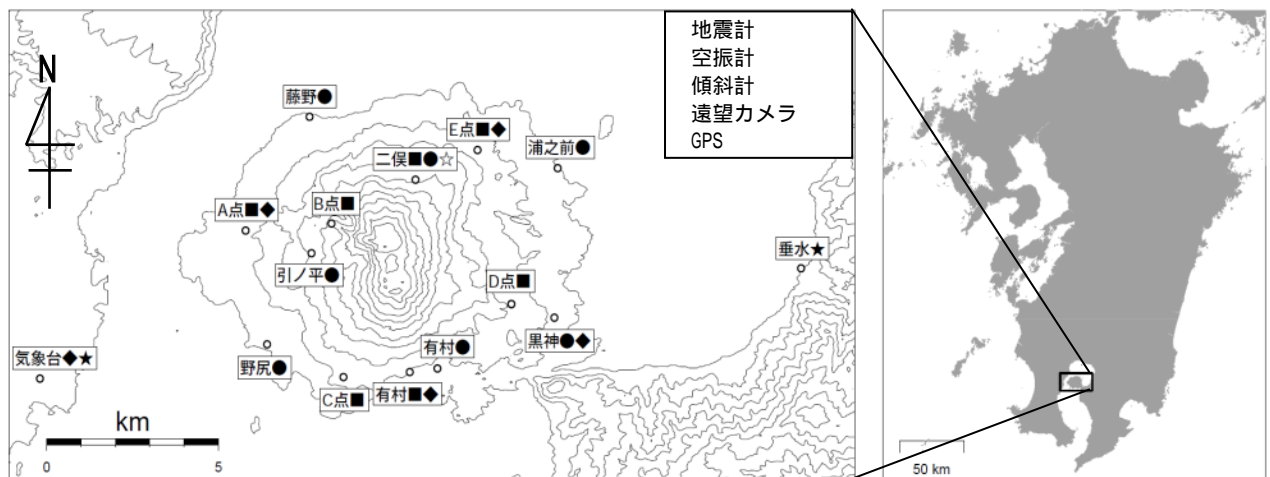 地震計
空振計
傾斜計
遠望カメラ
GPS
N
藤野●
E点■◆
浦之前●
二俣■●☆
B点■
A点■◆
垂水★
引ノ平●
D点■
黒神●◆
有村●
気象台◆★
野尻●
C点■
有村■◆
km
0
5
50 km